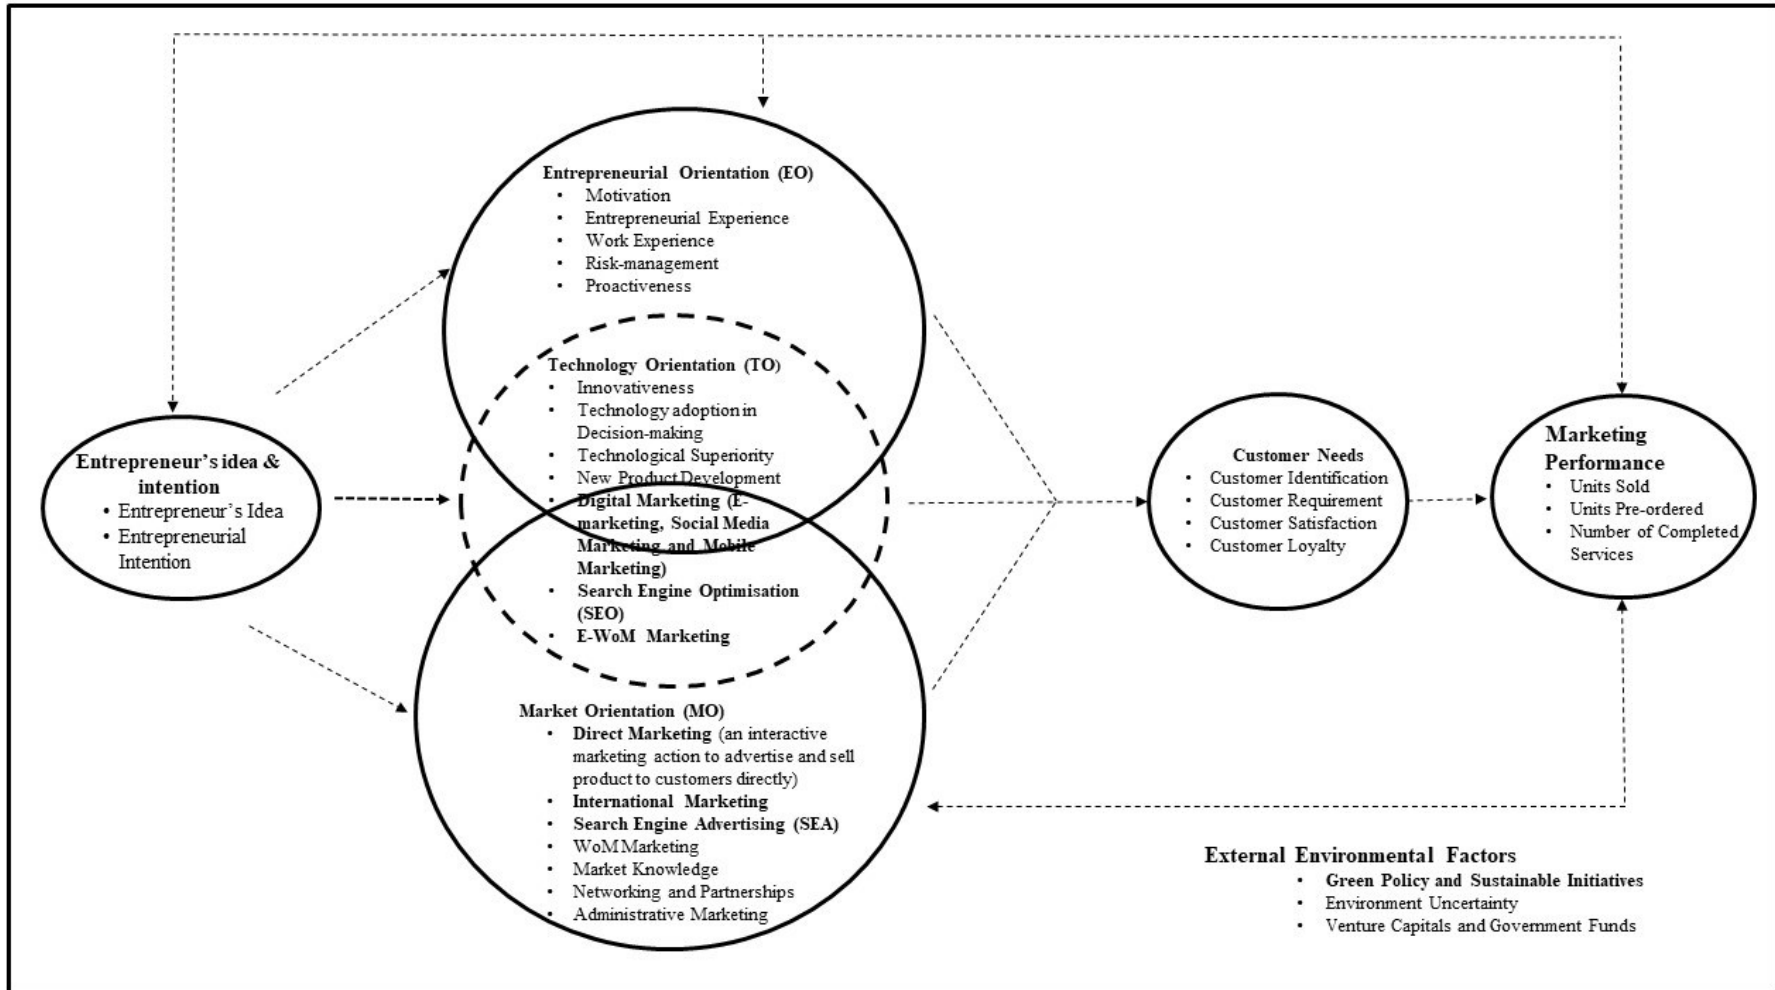 Entrepreneurial Orientation (EO)
• Motivation
• Entrepreneurial Experience
• Work Experience
• Risk-management
• Proactiveness
Technology Orientation (TO)
• Innovativeness
• Technology adoption in
Decision-making
• Technological Superiority
• New Product Development
• Digital Marketing (E-
marketing, Social Media
Marketing and Mobile
Marketing)
• Search Engine Optimisation
(SEO)
• E-WoM Marketing
Entrepreneur's idea &
intention
• Entrepreneur's Idea
• Entrepreneurial
Intention
Market Orientation (MO)
• Direct Marketing (an interactive
marketing action to advertise and sell
product to customers directly)
• International Marketing
• Search Engine Advertising (SEA)
• WoM Marketing
• Market Knowledge
• Networking and Partnerships
• Administrative Marketing
Customer Needs
• Customer Identification
• Customer Requirement
• Customer Satisfaction
• Customer Loyalty
Marketing
Performance
• Units Sold
• Units Pre-ordered
• Number of Completed
Services
External Environmental Factors
• Green Policy and Sustainable Initiatives
• Environment Uncertainty
• Venture Capitals and Government Funds